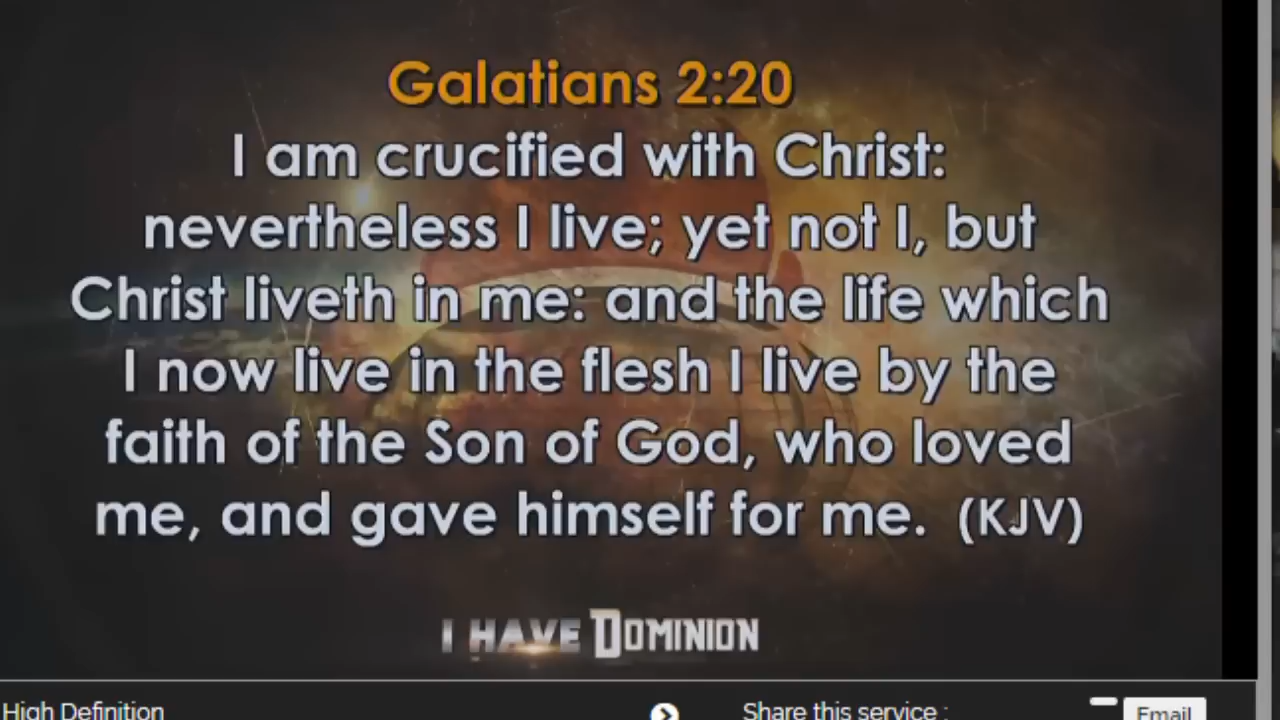 Galatians 2:20
I am crucified with Christ:
nevertheless I live; yet not I, but
Christ liveth in me: and the life which
I now live in the flesh I live by the
faith of the Son of God, who loved
me, and gave himself for me. (KJV)
I HAVE DOMINION
High Definition
Share this service :
Email